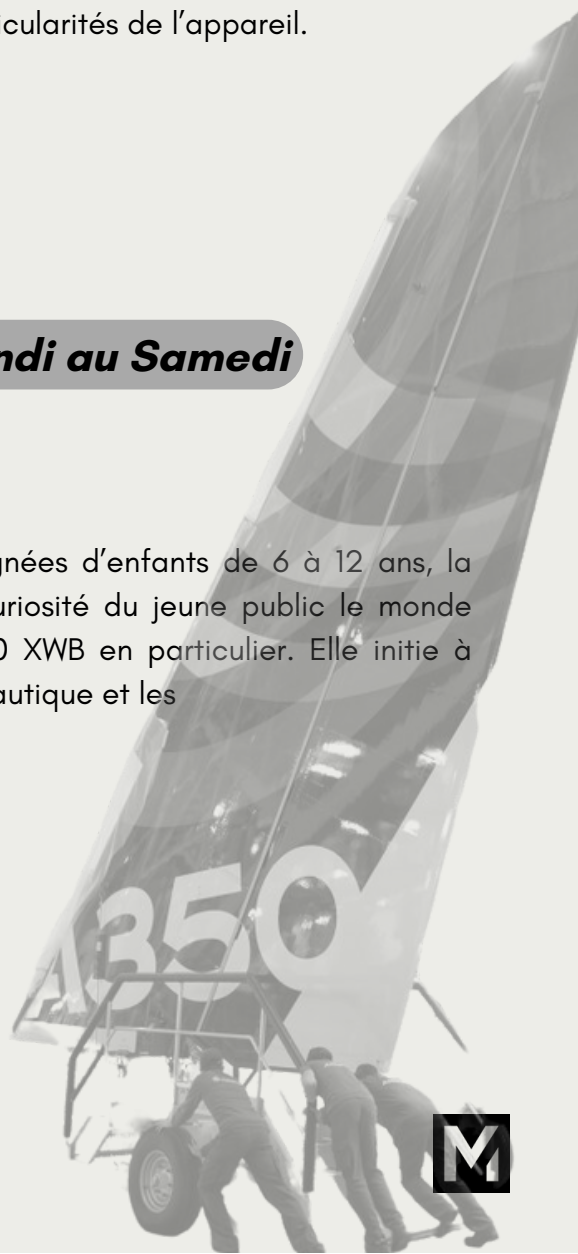 icularités de l’appareil.
ndi au Samedi
gnées d’enfants de 6 à 12 ans, la
uriosité du jeune public le monde
0 XWB en particulier. Elle initie à
autique et les
A350
M